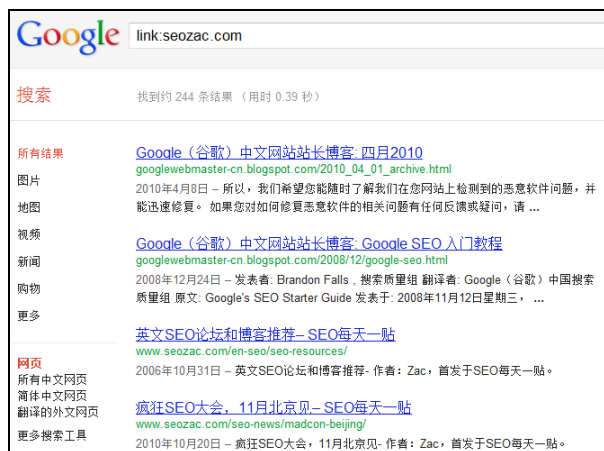 Google
link:seozac.com
搜索
找到约 244 条结果 （用时 0.39 秒）
所有结果
图片
地图
视频
新闻
购物
更多
网页
所有中文网页
简体中文网页
翻译的外文网页
更多搜索工具
Google（谷歌）中文网站站长博客: 四月2010
googlewebmaster-cn.blogspot.com/2010_04_01_archive.html
2010年4月8日 – 所以，我们希望您能随时了解我们在您网站上检测到的恶意软件问题，并
能迅速修复。 如果您对如何修复恶意软件的相关问题有任何反馈或疑问，请 ...
Google（谷歌）中文网站站长博客: Google SEO 入门教程
googlewebmaster-cn.blogspot.com/2008/12/google-seo.html
2008年12月24日 – 发表者: Brandon Falls , 搜索质量组 翻译者: Google（谷歌）中国搜索
质量组 原文: Google's SEO Starter Guide 发表于: 2008年11月12日星期三， ...
英文SEO论坛和博客推荐– SEO每天一贴
www.seozac.com/en-seo/seo-resources/
2006年10月31日 – 英文SEO论坛和博客推荐- 作者：Zac，首发于SEO每天一贴。
疯狂SEO大会，11月北京见– SEO每天一贴
www.seozac.com/seo-news/madcon-beijing/
2010年10月20日 – 疯狂SEO大会，11月北京见- 作者：Zac，首发于SEO每天一贴。